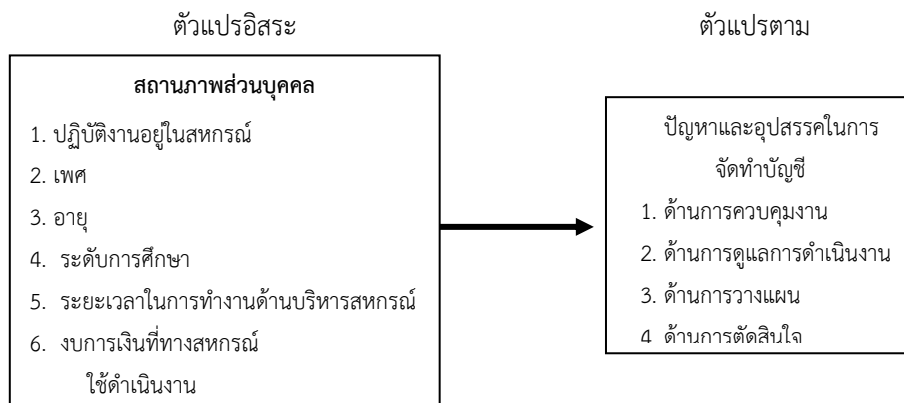 ตัวแปรอิสระ
สถานภาพส่วนบุคคล
1. ปฏิบัติงานอยู่ในสหกรณ์
2. เพศ
3. อายุ
4. ระดับการศึกษา
5. ระยะเวลาในการทำงานด้านบริหารสหกรณ์
6. งบการเงินที่ทางสหกรณ์
ใช้ดำเนินงาน
ตัวแปรตาม
ปัญหาและอุปสรรคในการ
จัดทำบัญชี
1. ด้านการควบคุมงาน
2. ด้านการดูแลการดำเนินงาน
3. ด้านการวางแผน
4 ด้านการตัดสินใจ